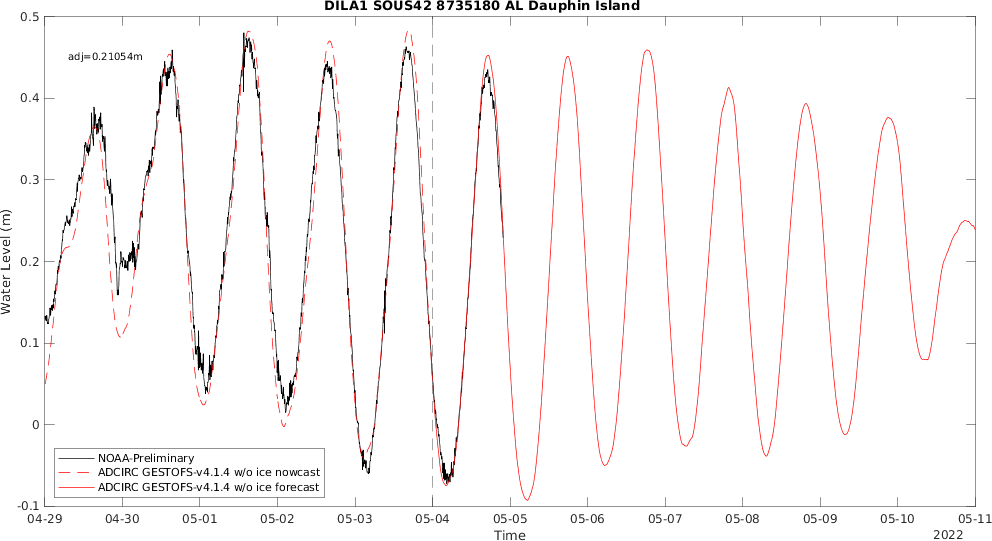 DILA1 SOUS42 8735180 AL Dauphin Island
adj=0.21054m
Water Level (m)
0.5
0.4
0.3
0.2
0.1
0
-0.1
NOAA-Preliminary
ADCIRC GESTOFS-v4.1.4 w/o ice nowcast
ADCIRC GESTOFS-v4.1.4 w/o ice forecast
04-29 04-30 05-01 05-02 05-03 05-04 05-05 05-06 05-07 05-08 05-09 05-10 05-11
Time
2022